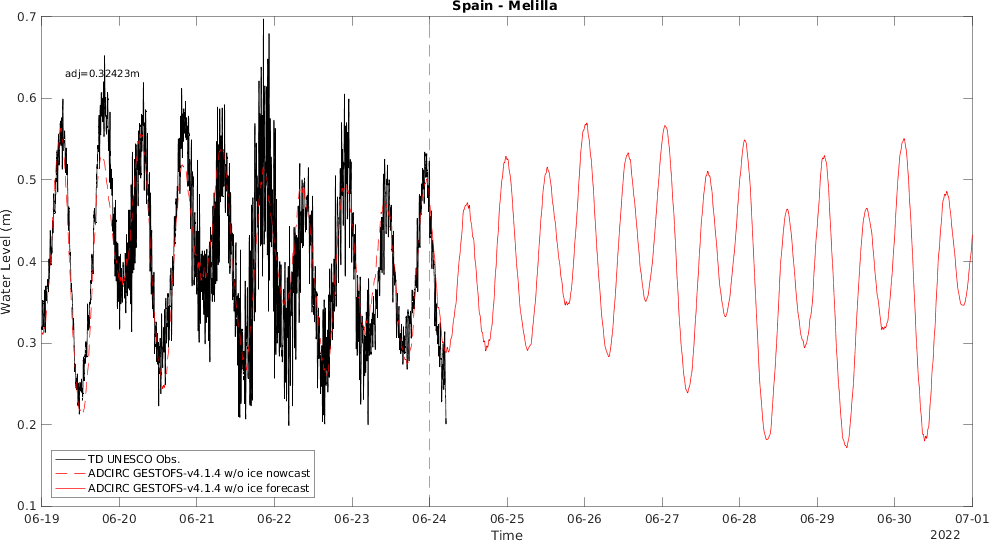 Spain - Melilla
0.7
0.6
0.5
0.4
0.3
0.2
0.1
Water Level (m)
adj=0.32423m
TD UNESCO Obs.
ADCIRC GESTOFS-v4.1.4 w/o ice nowcast
ADCIRC GESTOFS-v4.1.4 w/o ice forecast
06-19 06-20 06-21 06-22 06-23 06-24 06-25 06-26 06-27 06-28 06-29 06-30 07-01
Time
2022